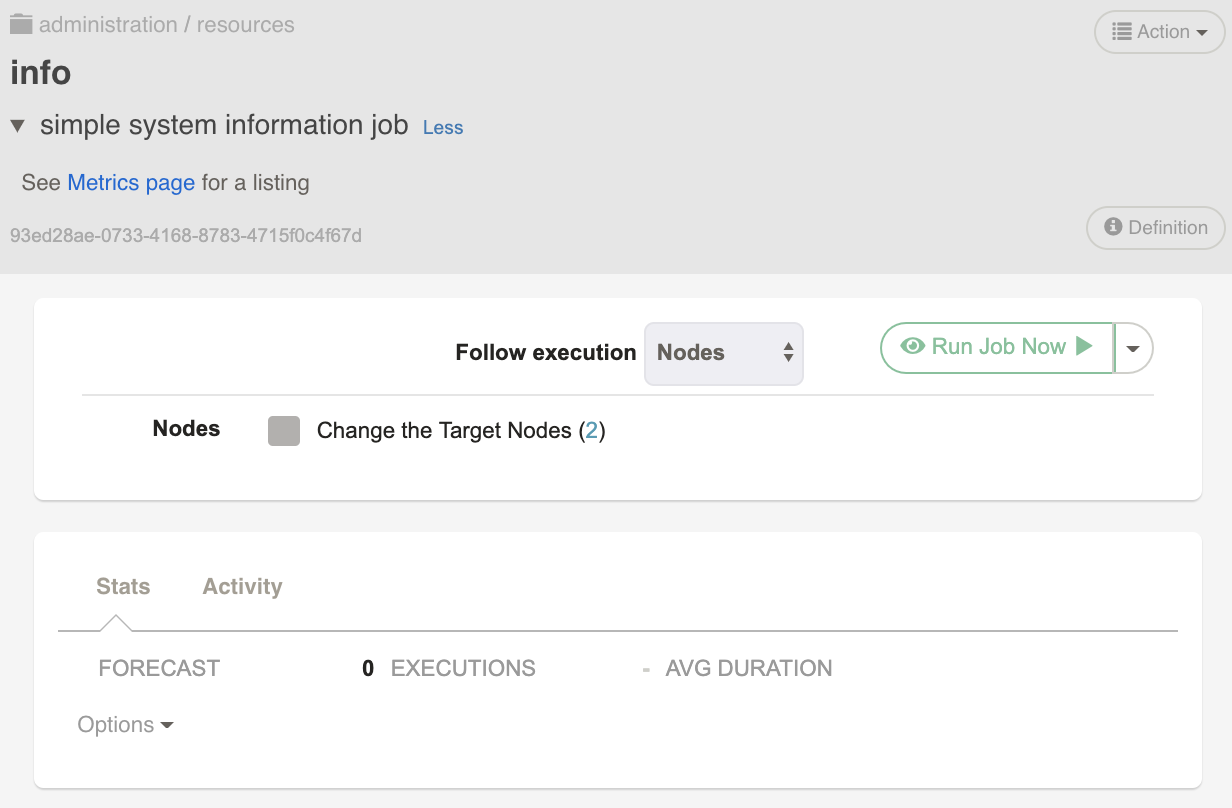 administration / resources
Action
info
simple system information job Less
See Metrics page for a listing
93ed28ae-0733-4168-8783-4715f0c4f67d
Definition
Follow execution Nodes Run Job Now
Nodes Change the Target Nodes (2)
Stats Activity
FORECAST 0 EXECUTIONS - AVG DURATION
Options